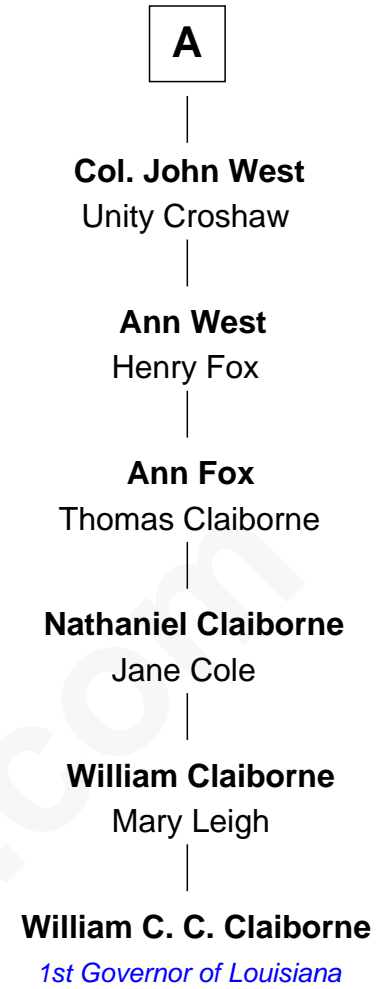 A
Col. John West
Unity Croshaw
Ann West
Henry Fox
Ann Fox
Thomas Claiborne
Nathaniel Claiborne
Jane Cole
William Claiborne
Mary Leigh
William C. C. Claiborne
1st Governor of Louisiana
.com